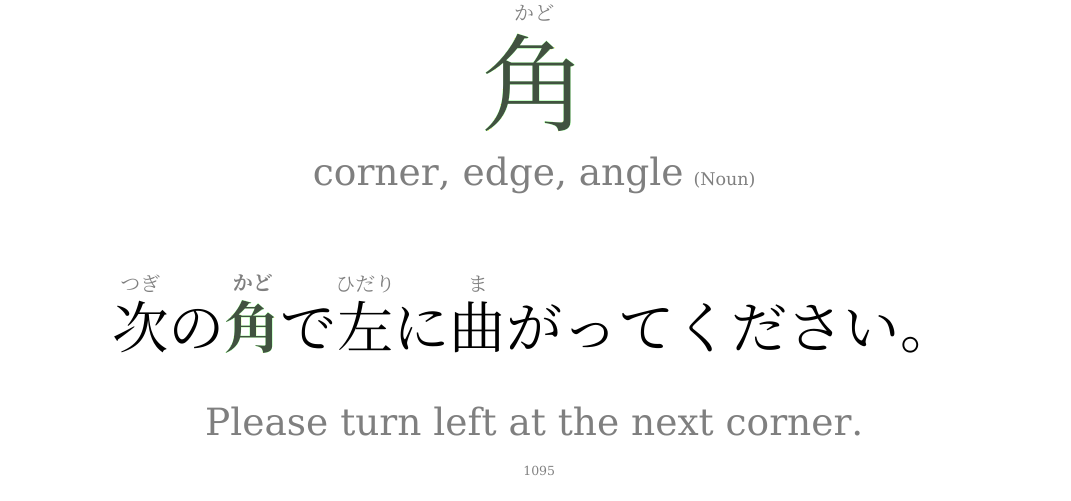 かど
角
corner, edge, angle (Noun)
つぎ かど ひだり ま
次の角で左に曲がってください。
Please turn left at the next corner.
1095